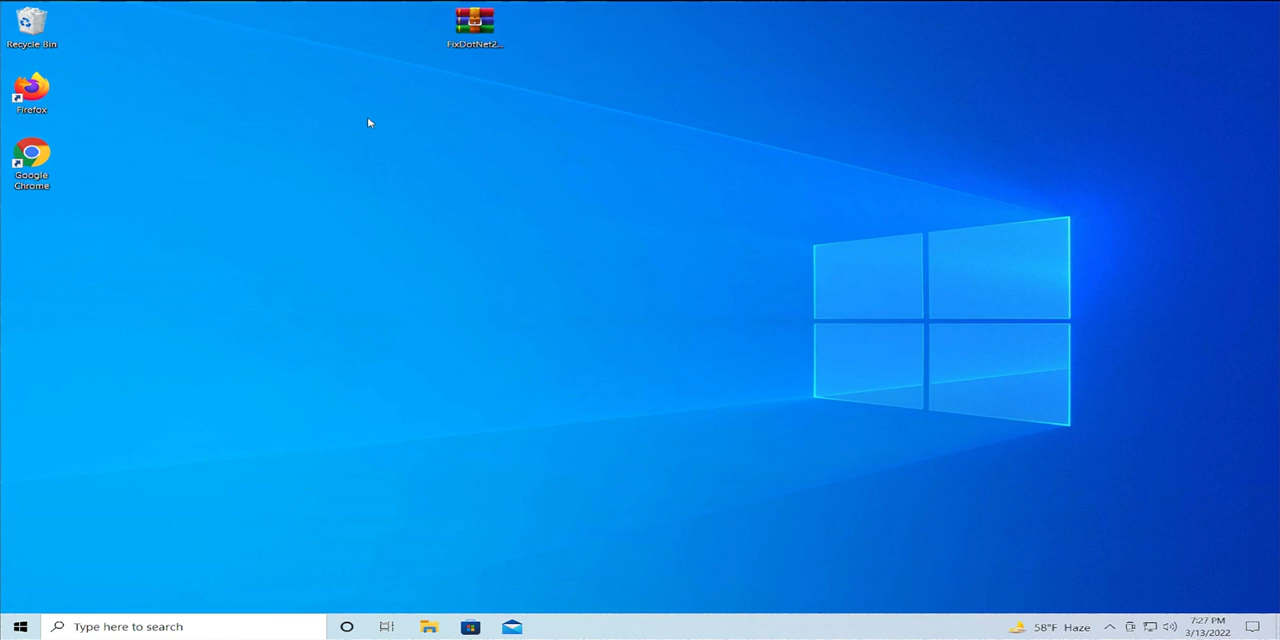 Recycle Bin
FixDotNet2...
Firefox
Google
Chrome
Type here to search
58°F Haze
7:27 PM
3/13/2022